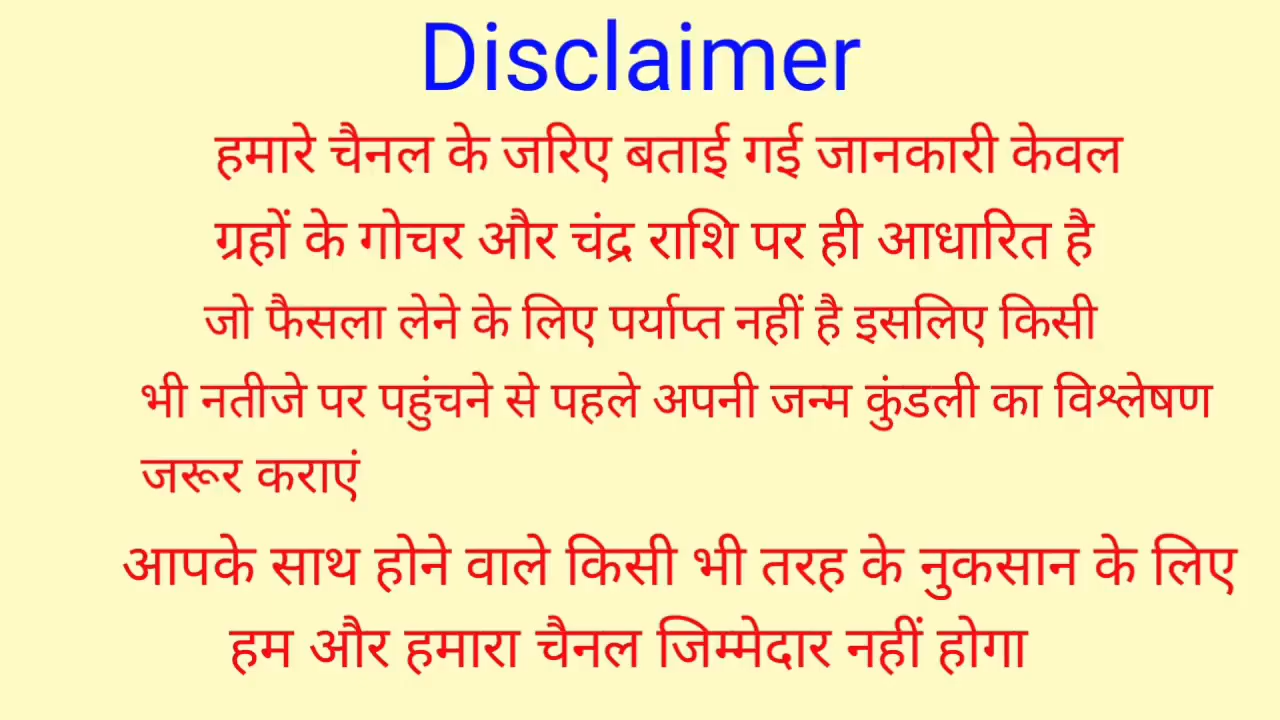 Disclaimer
हमारे चैनल के जरिए बताई गई जानकारी केवल
ग्रहों के गोचर और चंद्र राशि पर ही आधारित है
जो फैसला लेने के लिए पर्याप्त नहीं है इसलिए किसी
भी नतीजे पर पहुंचने से पहले अपनी जन्म कुंडली का विश्लेषण
जरूर कराएं
आपके साथ होने वाले किसी भी तरह के नुकसान के लिए
हम और हमारा चैनल जिम्मेदार नहीं होगा